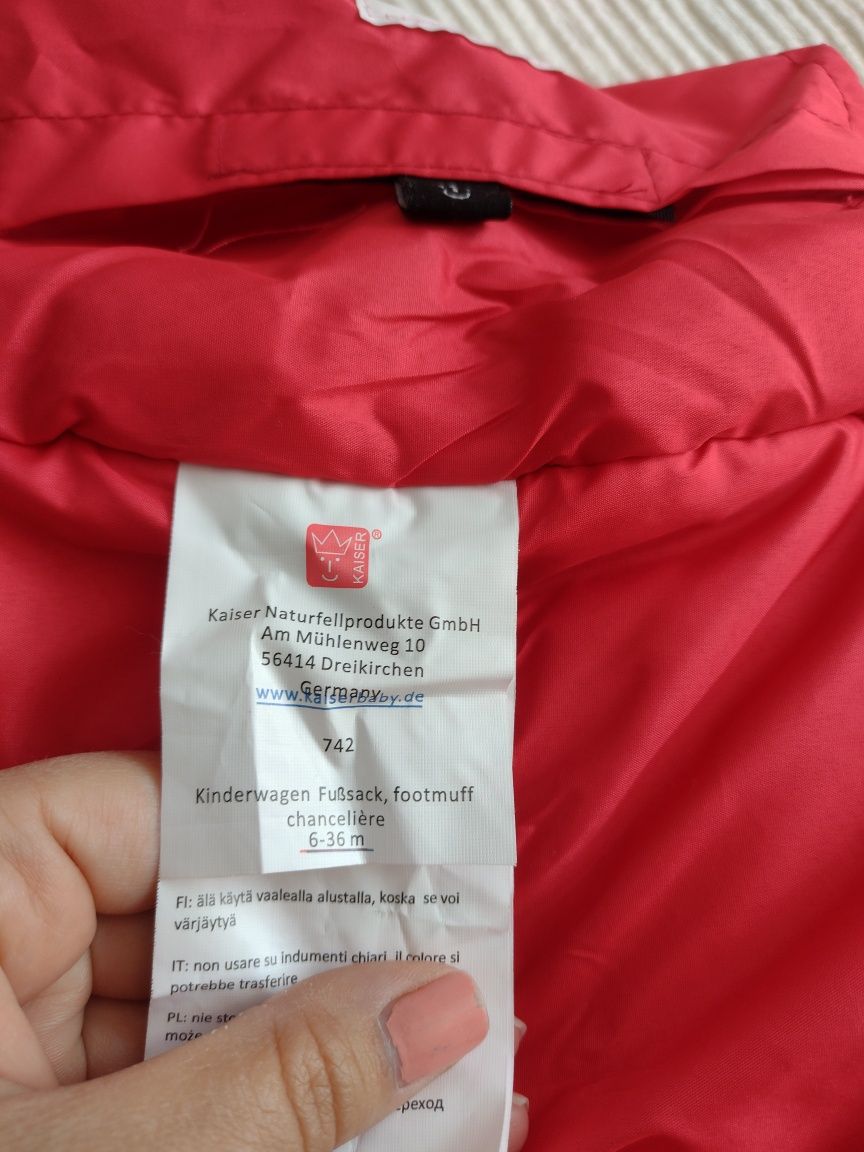 KAISER®
Kaiser Naturfellprodukte GmbH
Am Mühlenweg 10
56414 Dreikirchen
Germany
www.kaiserbaby.de
742
Kinderwagen Fußsack, footmuff
chancelière
6-36 m
FI: älä käytä vaalealla alustalla, koska se voi
värjäytyä
IT: non usare su indumenti chiari, il colore si
potrebbe trasferire
PL: nie
może